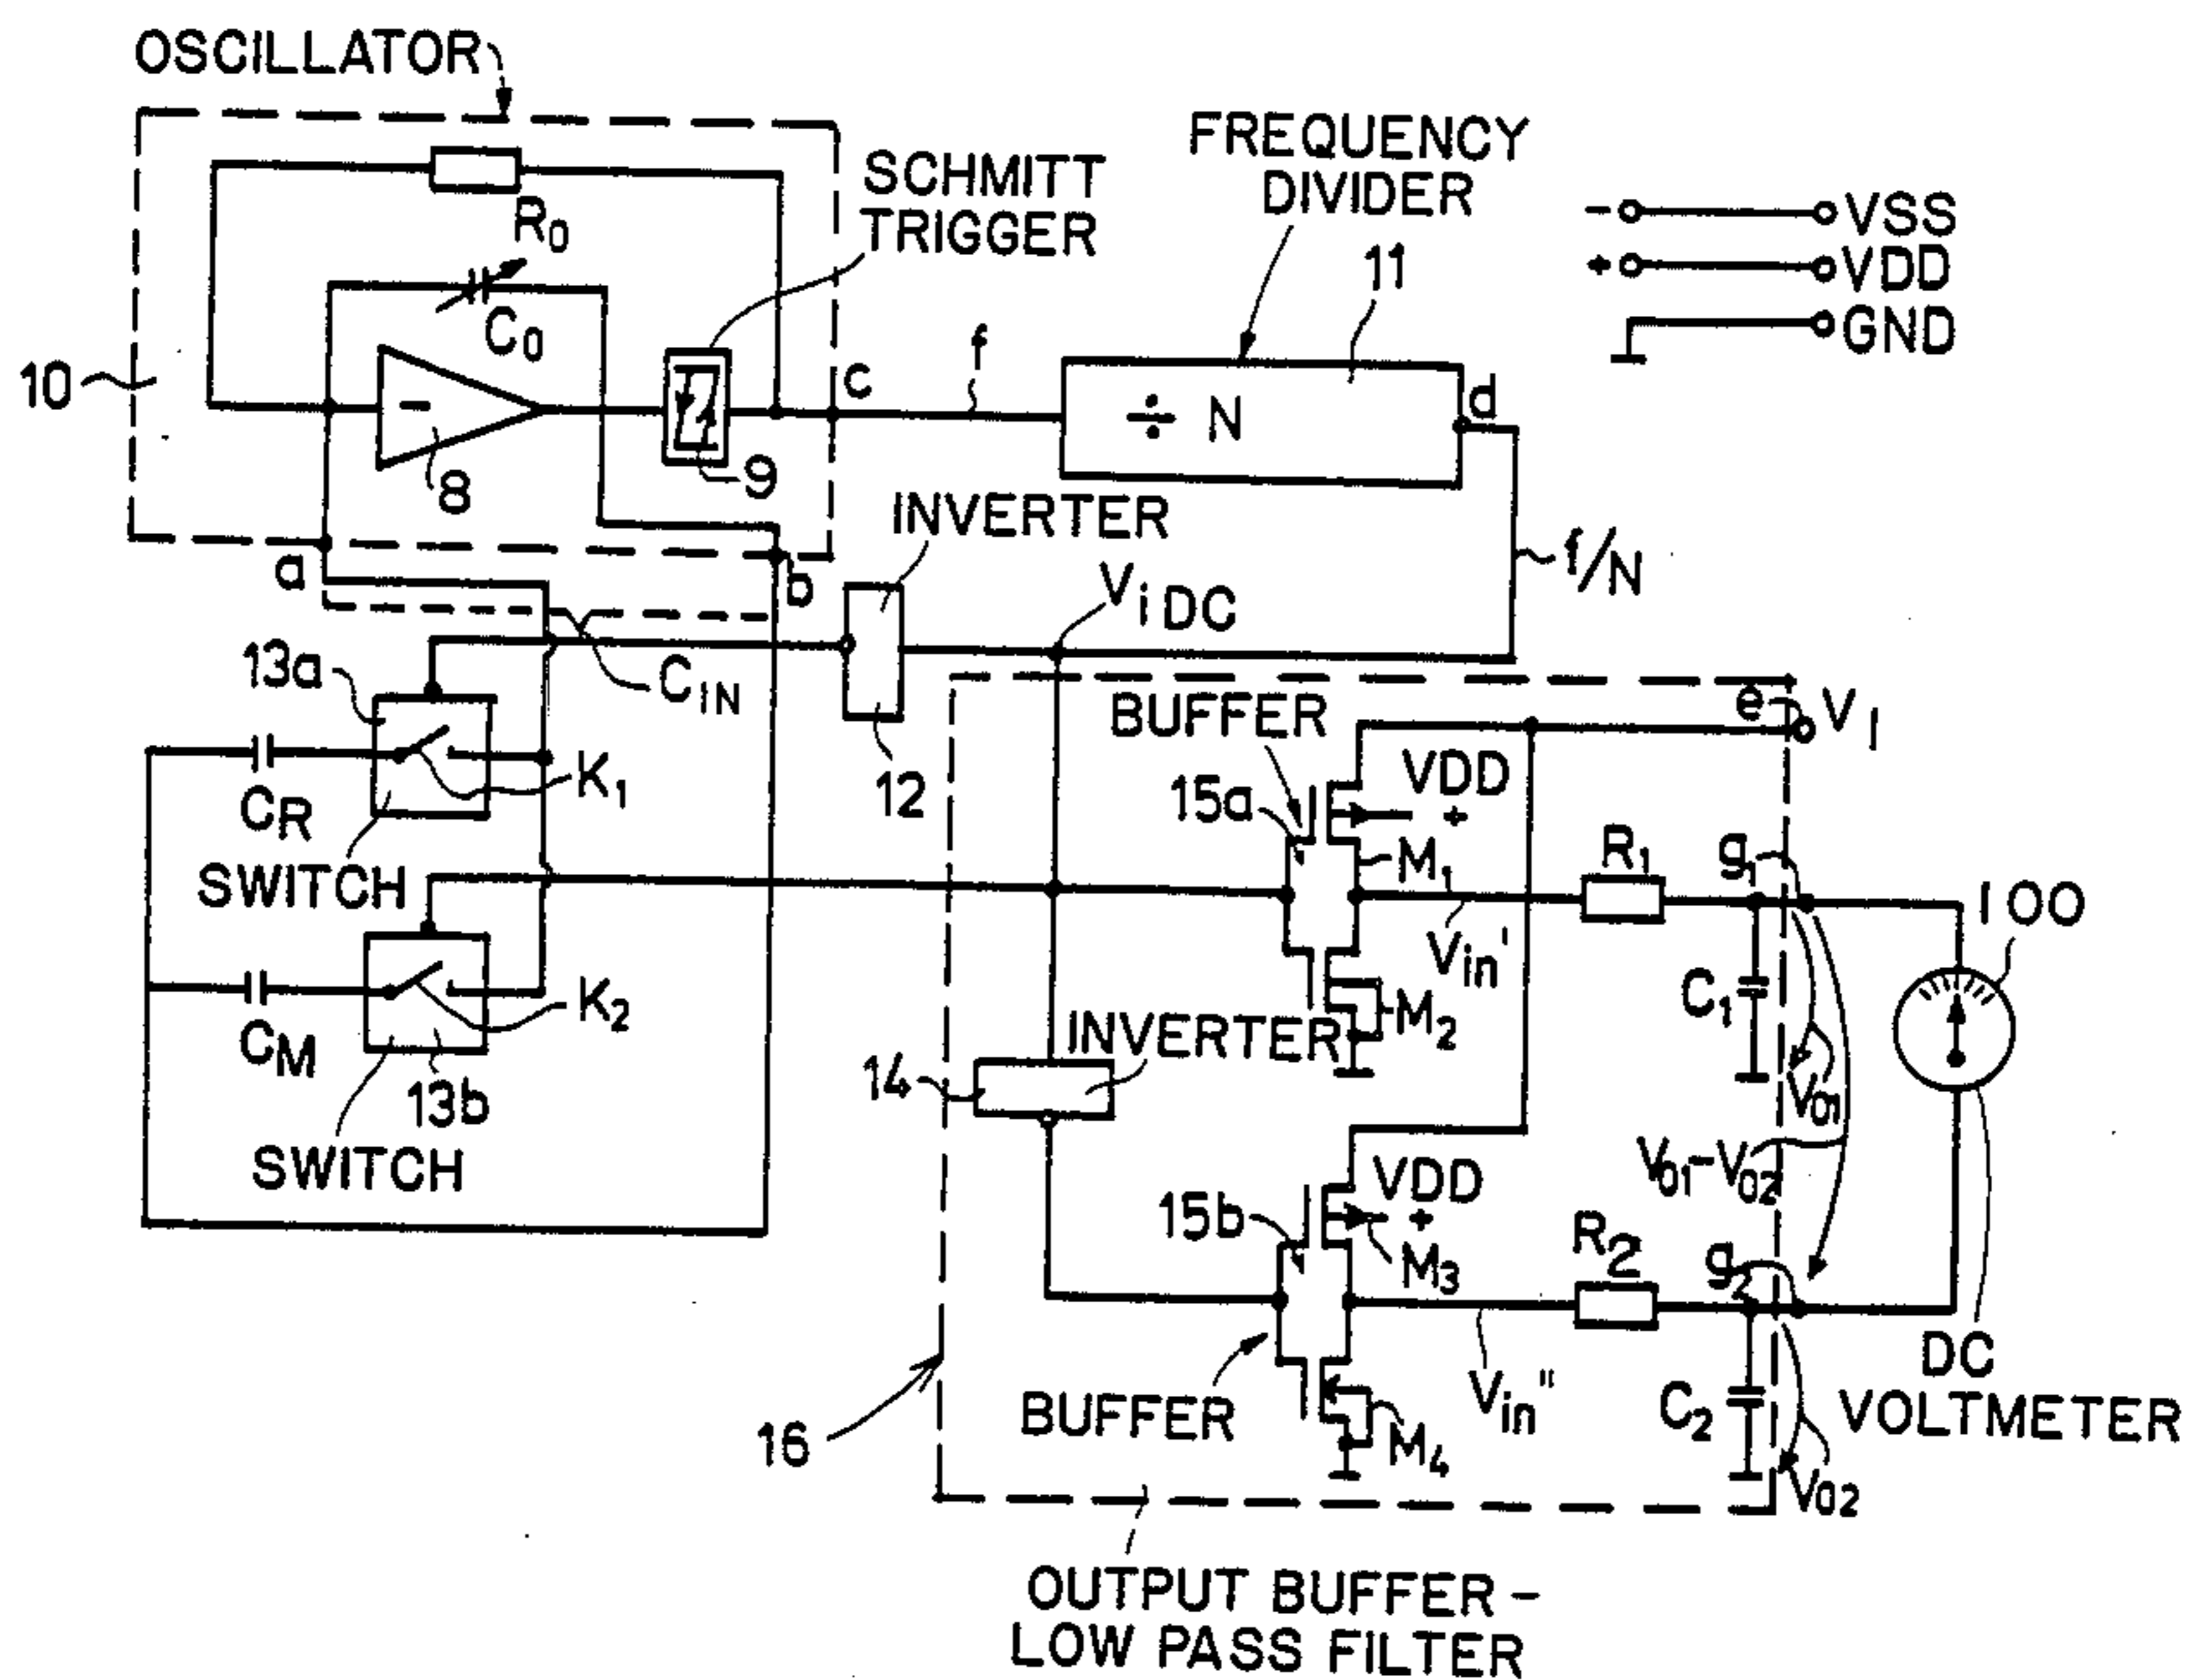 OSCILLATOR
SCHMITT
TRIGGER
FREQUENCY
DIVIDER
R0
C0
10
8
9
c
f
11
÷ N
d
- VSS
+ VDD
GND
a
b
INVERTER
ViDC
f/N
13a
CIN
12
K1
CR
SWITCH
K2
CM
13b
SWITCH
BUFFER
e
V1
15a
VDD
+
M1
R1
g1
100
Vin'
C1
M2
INVERTER
14
V01
V01-V02
15b
VDD
+
M3
R2
g2
DC
VOLTMETER
BUFFER
Vin"
C2
M4
16
V02
OUTPUT BUFFER -
LOW PASS FILTER